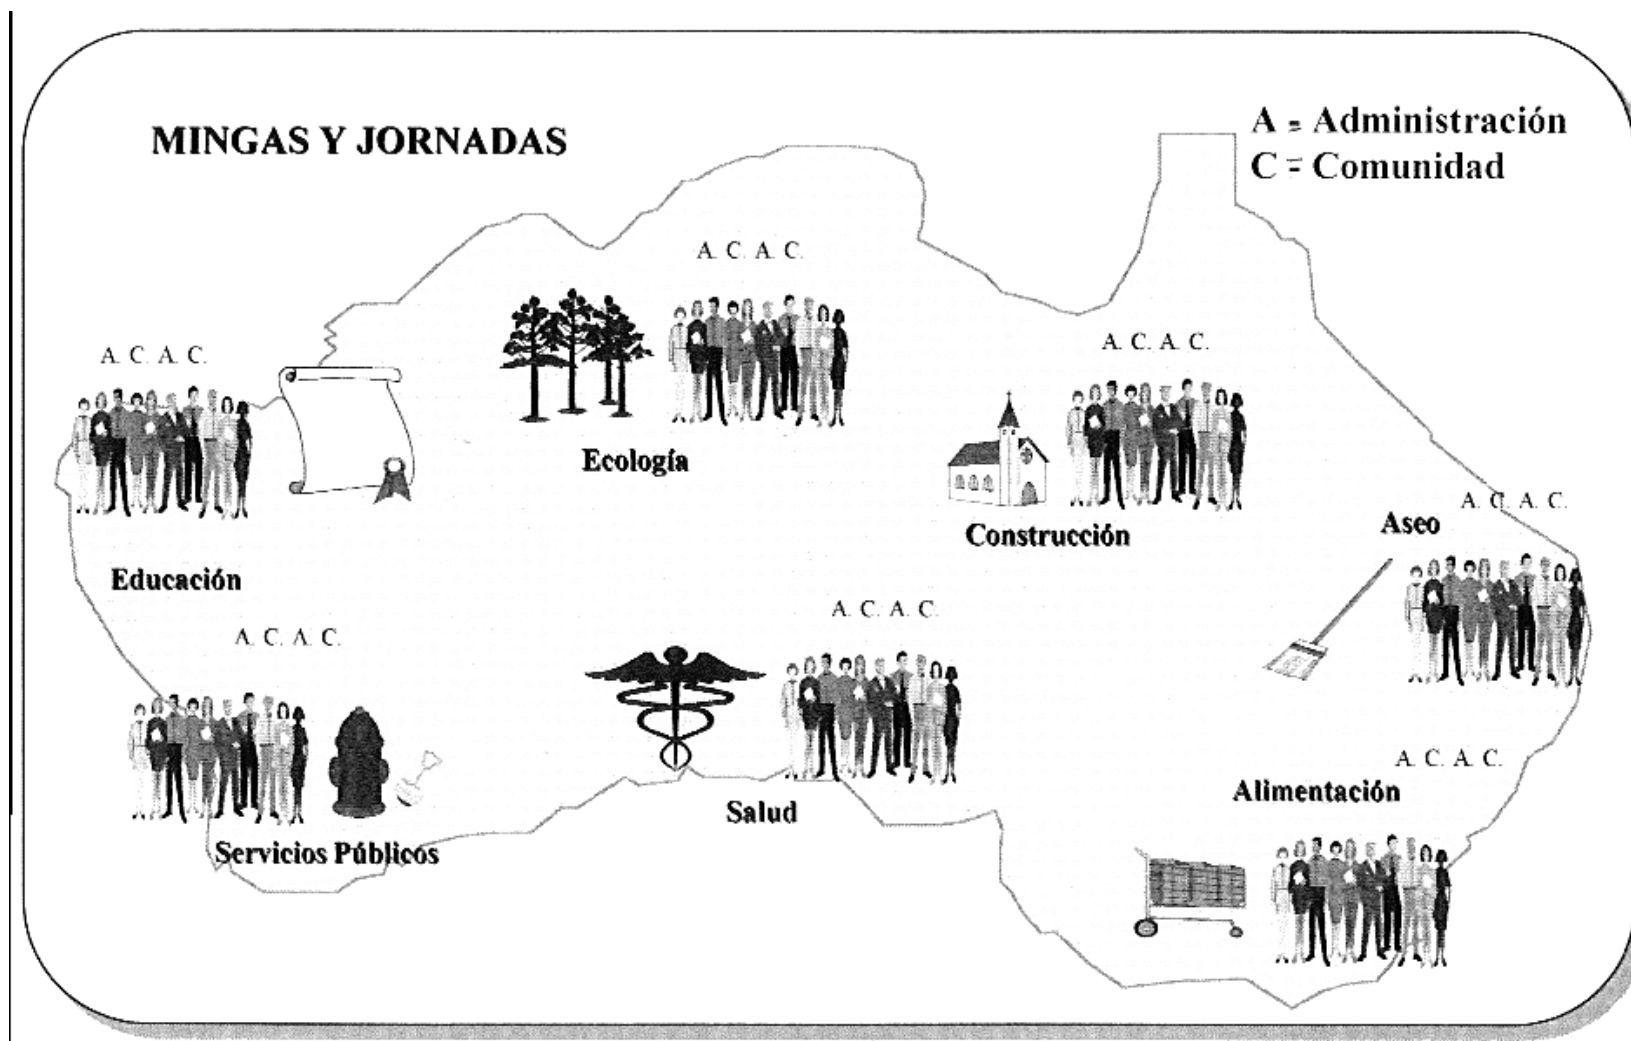 MINGAS Y JORNADAS
A = Administración
C = Comunidad
A. C. A. C.
Ecología
A. C. A. C.
Educación
A. C. A. C.
Construcción
A. C. A. C.
Aseo
A. C. A. C.
Servicios Públicos
A. C. A. C.
Salud
A. C. A. C.
Alimentación